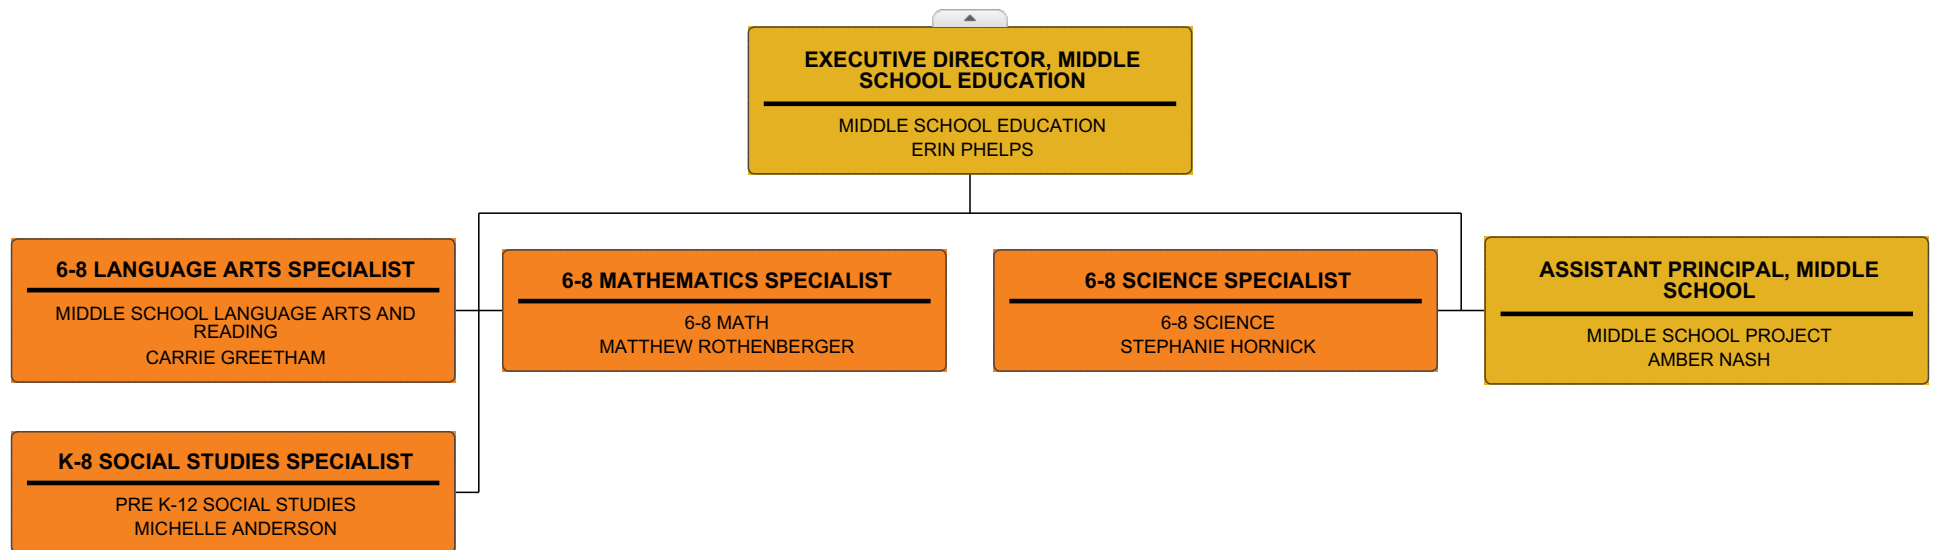 EXECUTIVE DIRECTOR, MIDDLE
SCHOOL EDUCATION
MIDDLE SCHOOL EDUCATION
ERIN PHELPS
6-8 LANGUAGE ARTS SPECIALIST
MIDDLE SCHOOL LANGUAGE ARTS AND
READING
CARRIE GREETHAM
6-8 MATHEMATICS SPECIALIST
6-8 MATH
MATTHEW ROTHENBERGER
6-8 SCIENCE SPECIALIST
6-8 SCIENCE
STEPHANIE HORNICK
ASSISTANT PRINCIPAL, MIDDLE
SCHOOL
MIDDLE SCHOOL PROJECT
AMBER NASH
K-8 SOCIAL STUDIES SPECIALIST
PRE K-12 SOCIAL STUDIES
MICHELLE ANDERSON